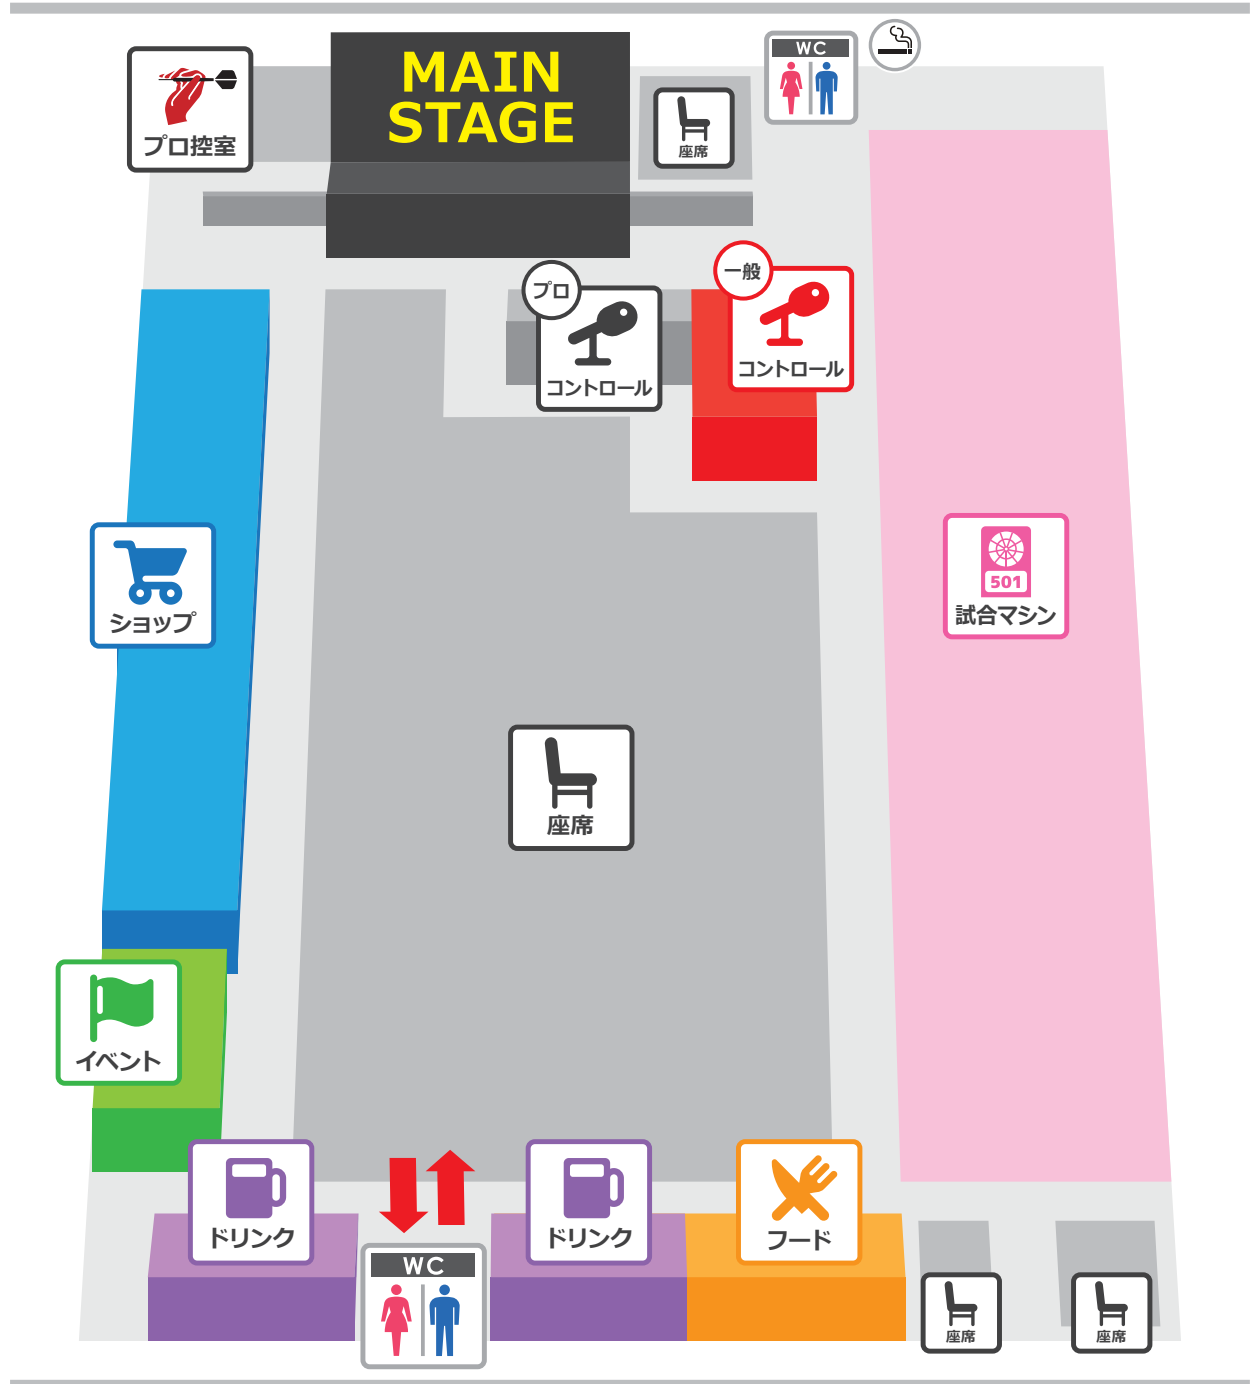 MAIN
STAGE
WC
プロ控室
座席
プロ
コントロール
一般
コントロール
ショップ
501
試合マシン
座席
イベント
ドリンク
ドリンク
フード
WC
座席
座席